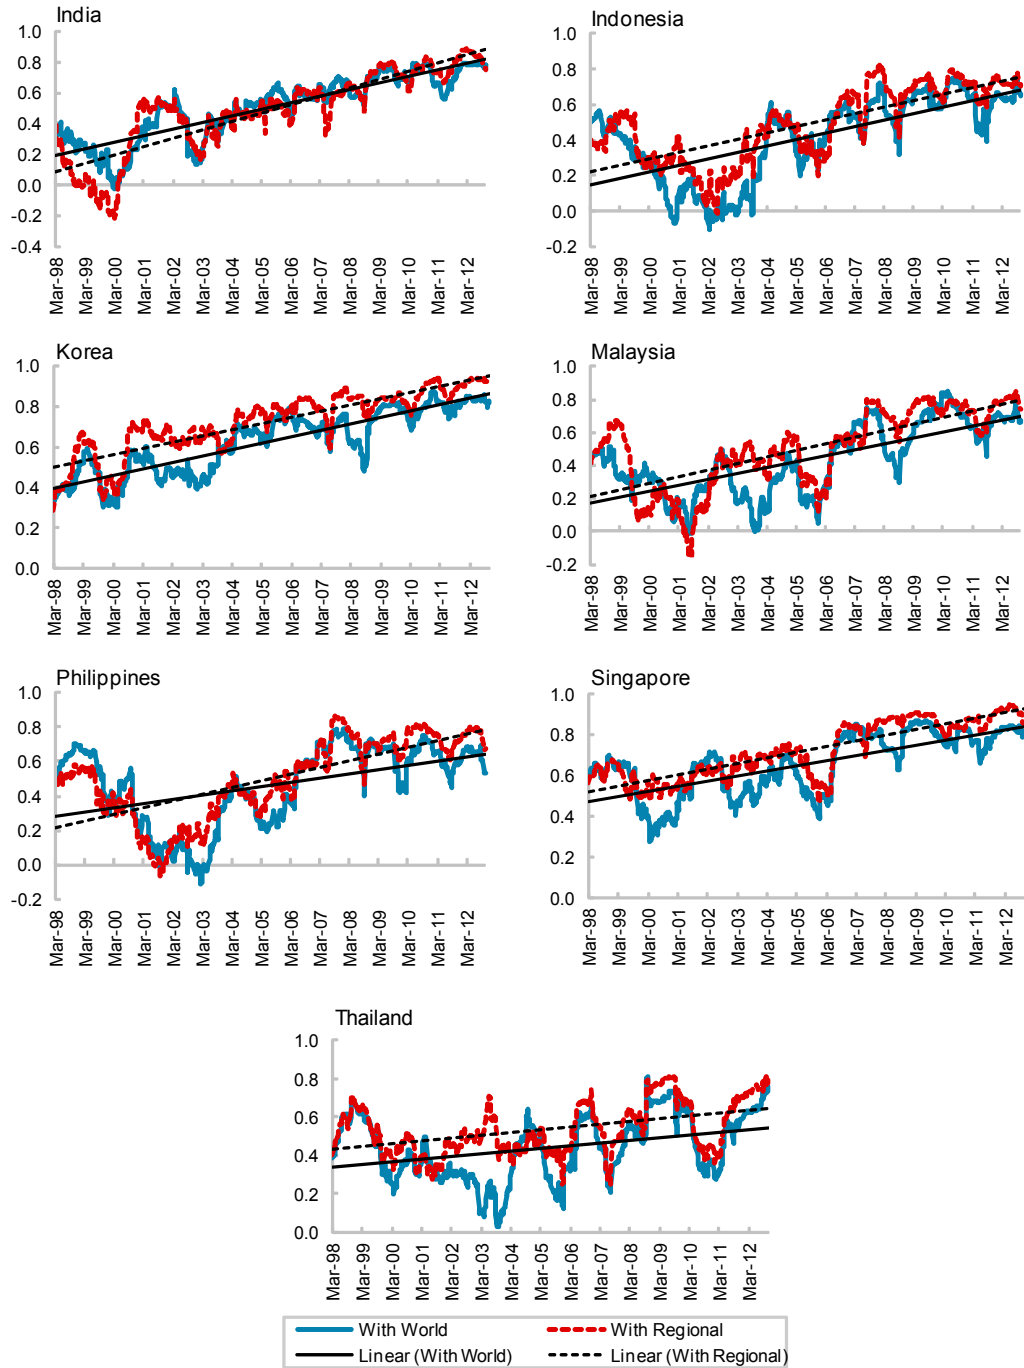 India
1.0
0.8
0.6
0.4
0.2
0.0
-0.2
-0.4
Mar-98
Mar-99
Mar-00
Mar-01
Mar-02
Mar-03
Mar-04
Mar-05
Mar-06
Mar-07
Mar-08
Mar-09
Mar-10
Mar-11
Mar-12
Indonesia
1.0
0.8
0.6
0.4
0.2
0.0
-0.2
Mar-98
Mar-99
Mar-00
Mar-01
Mar-02
Mar-03
Mar-04
Mar-05
Mar-06
Mar-07
Mar-08
Mar-09
Mar-10
Mar-11
Mar-12
Korea
1.0
0.8
0.6
0.4
0.2
0.0
Mar-98
Mar-99
Mar-00
Mar-01
Mar-02
Mar-03
Mar-04
Mar-05
Mar-06
Mar-07
Mar-08
Mar-09
Mar-10
Mar-11
Mar-12
Malaysia
1.0
0.8
0.6
0.4
0.2
0.0
-0.2
Mar-98
Mar-99
Mar-00
Mar-01
Mar-02
Mar-03
Mar-04
Mar-05
Mar-06
Mar-07
Mar-08
Mar-09
Mar-10
Mar-11
Mar-12
Philippines
1.0
0.8
0.6
0.4
0.2
0.0
-0.2
Mar-98
Mar-99
Mar-00
Mar-01
Mar-02
Mar-03
Mar-04
Mar-05
Mar-06
Mar-07
Mar-08
Mar-09
Mar-10
Mar-11
Mar-12
Singapore
1.0
0.8
0.6
0.4
0.2
0.0
Mar-98
Mar-99
Mar-00
Mar-01
Mar-02
Mar-03
Mar-04
Mar-05
Mar-06
Mar-07
Mar-08
Mar-09
Mar-10
Mar-11
Mar-12
Thailand
1.0
0.8
0.6
0.4
0.2
0.0
Mar-98
Mar-99
Mar-00
Mar-01
Mar-02
Mar-03
Mar-04
Mar-05
Mar-06
Mar-07
Mar-08
Mar-09
Mar-10
Mar-11
Mar-12
With World
With Regional
Linear (With World)
Linear (With Regional)